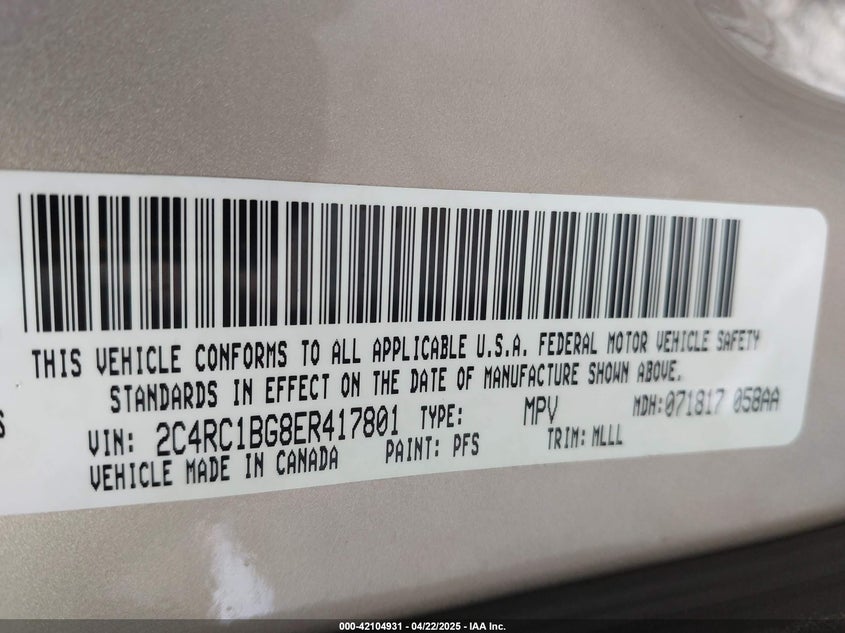 THIS VEHICLE CONFORMS TO ALL APPLICABLE U.S.A. FEDERAL MOTOR VEHICLE SAFETY
STANDARDS IN EFFECT ON THE DATE OF MANUFACTURE SHOWN ABOVE.
S VIN: 2C4RC1BG8ER417801 TYPE: MPV MDH:071817 058AA
VEHICLE MADE IN CANADA PAINT: PFS TRIM: MLLL
000-42104931 - 04/22/2025 - IAA Inc.